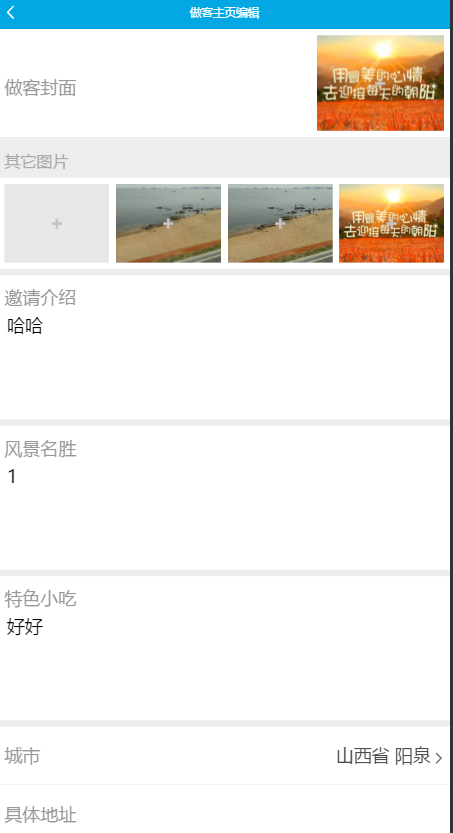 做客主页编辑
做客封面
用最美的心情
去迎接每天的朝阳
其它图片
用最美的心情
去迎接每天的朝阳
邀请介绍
哈哈
风景名胜
1
特色小吃
好好
城市
山西省 阳泉
具体地址